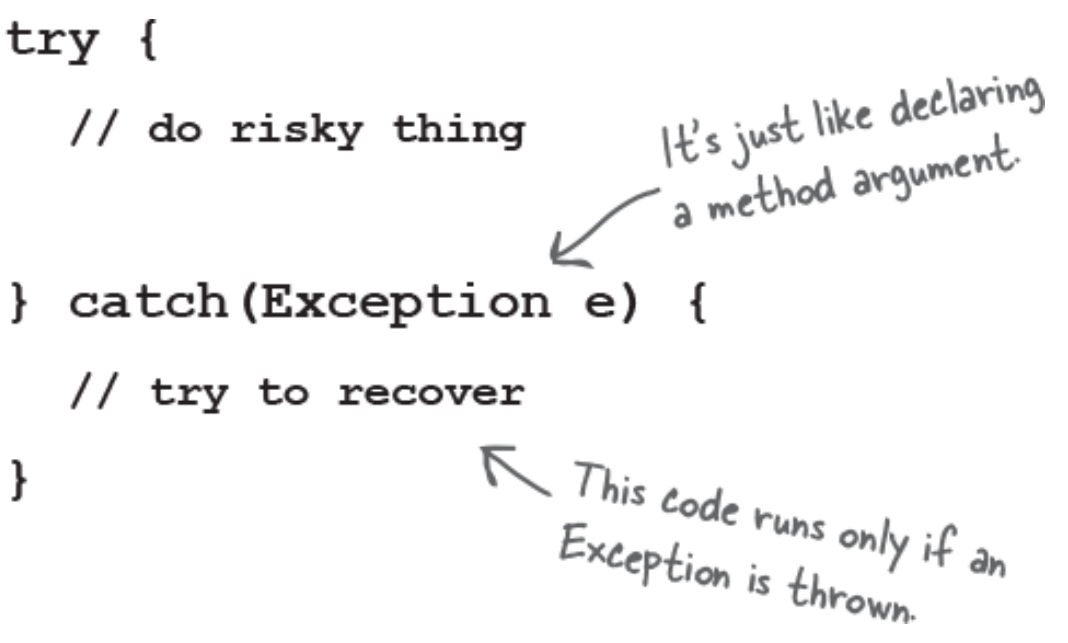 try {
// do risky thing
It's just like declaring
a method argument.
} catch(Exception e) {
// try to recover
}
This code runs only if an
Exception is thrown.